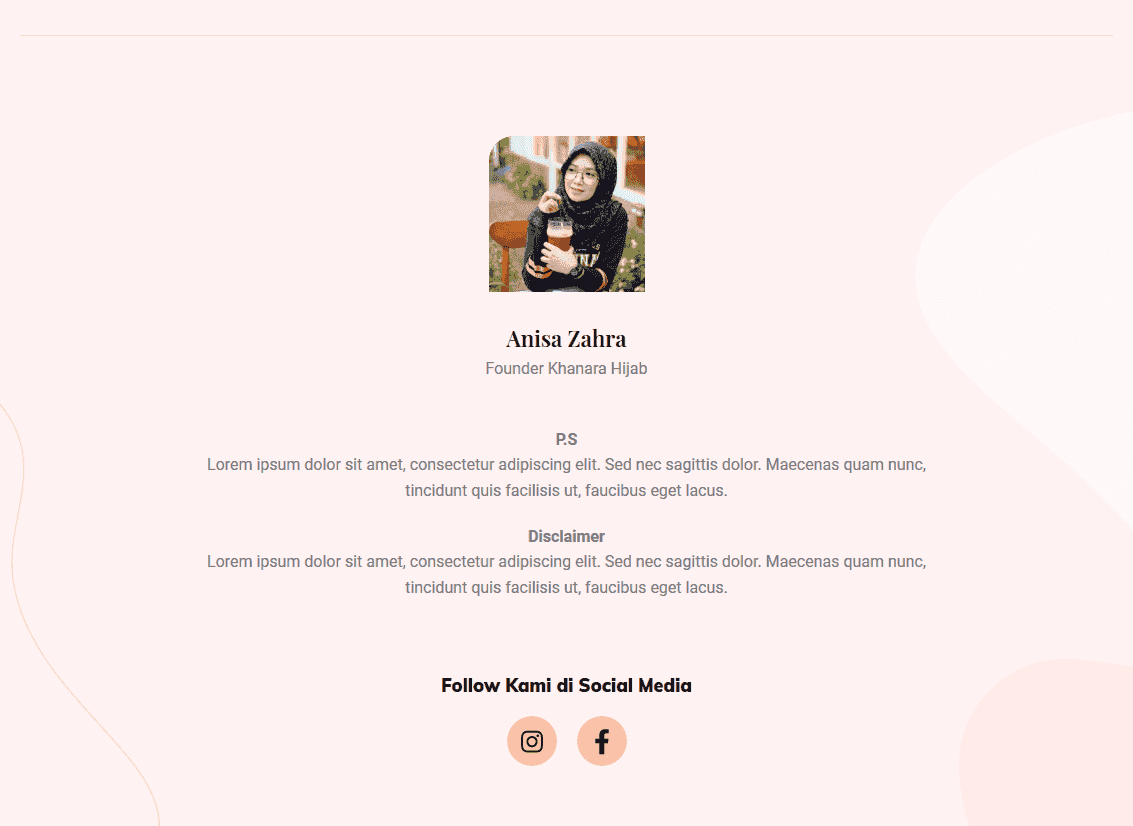 Anisa Zahra
Founder Khanara Hijab
P.S
Lorem ipsum dolor sit amet, consectetur adipiscing elit. Sed nec sagittis dolor. Maecenas quam nunc,
tincidunt quis facilisis ut, faucibus eget lacus.
Disclaimer
Lorem ipsum dolor sit amet, consectetur adipiscing elit. Sed nec sagittis dolor. Maecenas quam nunc,
tincidunt quis facilisis ut, faucibus eget lacus.
Follow Kami di Social Media